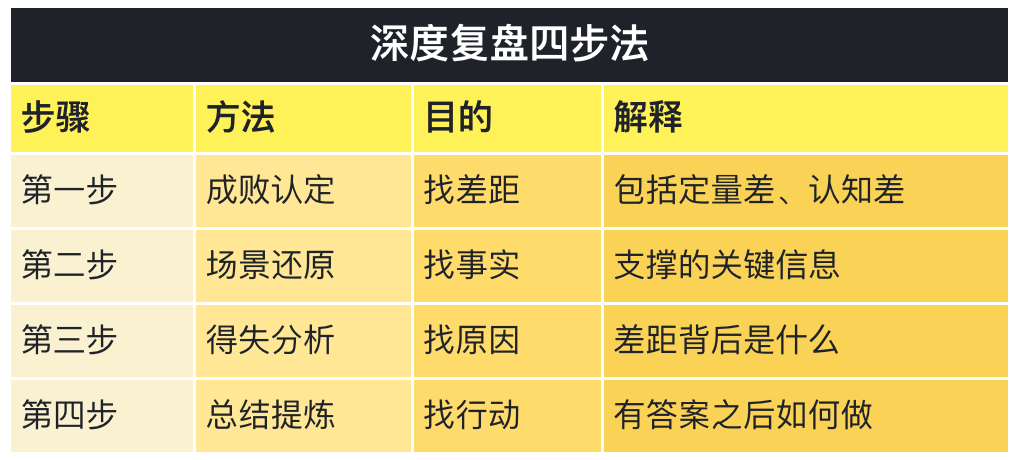 深度复盘四步法
步骤 方法 目的 解释
第一步 成败认定 找差距 包括定量差、认知差
第二步 场景还原 找事实 支撑的关键信息
第三步 得失分析 找原因 差距背后是什么
第四步 总结提炼 找行动 有答案之后如何做